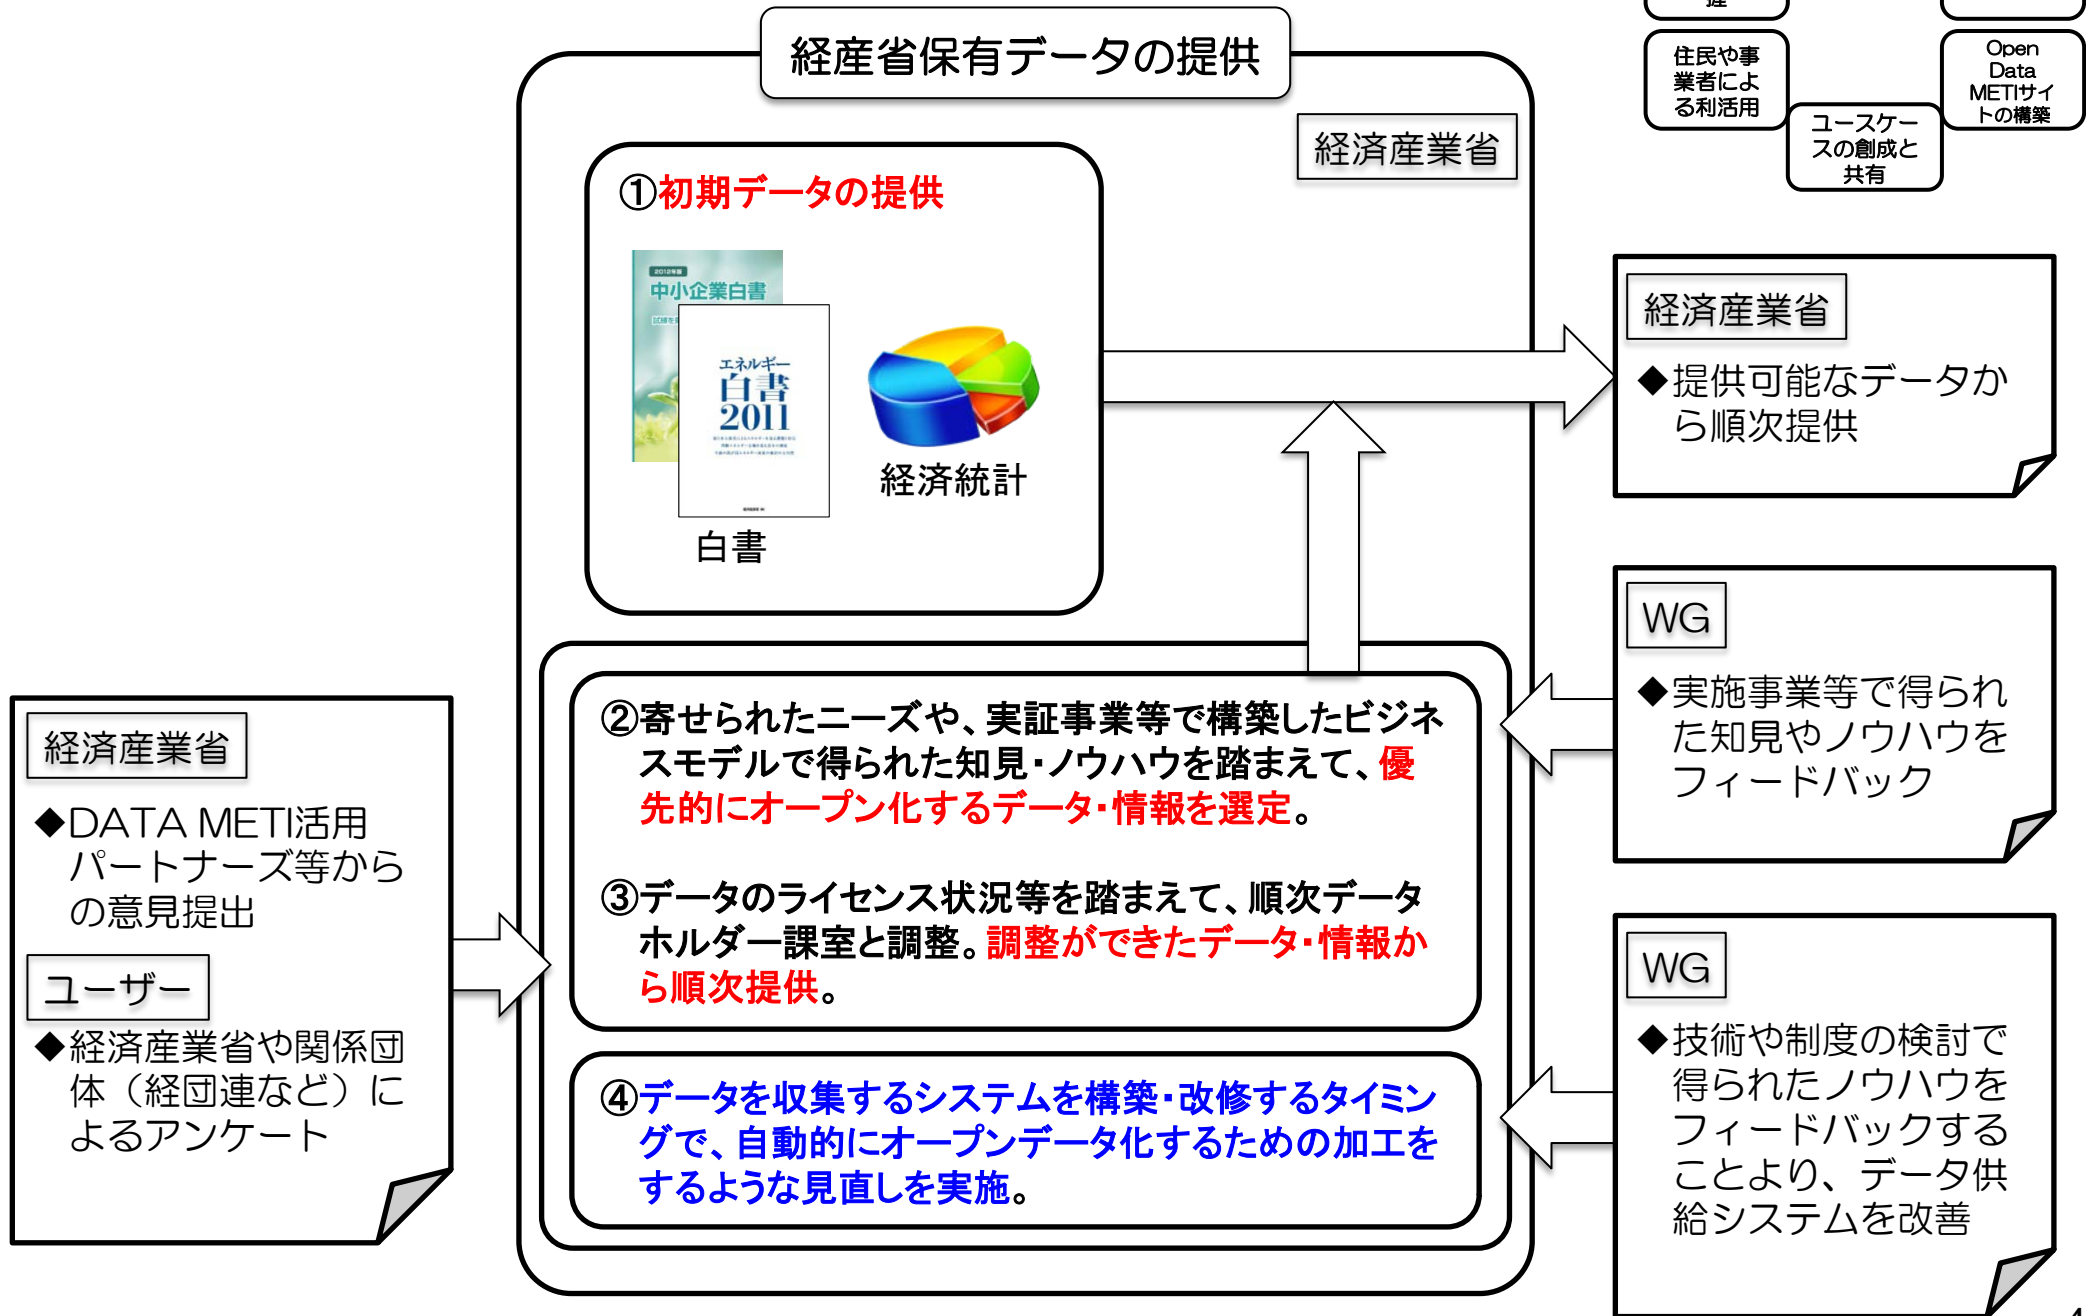 経産省保有データの提供
経済産業省
①初期データの提供
2012年版
中小企業白書
エネルギー
白書
2011
白書
経済統計
②寄せられたニーズや、実証事業等で構築したビジネ
スモデルで得られた知見・ノウハウを踏まえて、優
先的にオープン化するデータ・情報を選定。
③データのライセンス状況等を踏まえて、順次データ
ホルダー課室と調整。調整ができたデータ・情報か
ら順次提供。
④データを収集するシステムを構築・改修するタイミン
グで、自動的にオープンデータ化するための加工を
するような見直しを実施。
経済産業省
◆DATA METI活用
パートナーズ等から
の意見提出
ユーザー
◆経済産業省や関係団
体（経団連など）に
よるアンケート
住民や事
業者によ
る利活用
ユースケー
スの創成と
共有
Open
Data
METIサイ
トの構築
経済産業省
◆提供可能なデータか
ら順次提供
WG
◆実施事業等で得られ
た知見やノウハウを
フィードバック
WG
◆技術や制度の検討で
得られたノウハウを
フィードバックする
ことより、データ供
給システムを改善